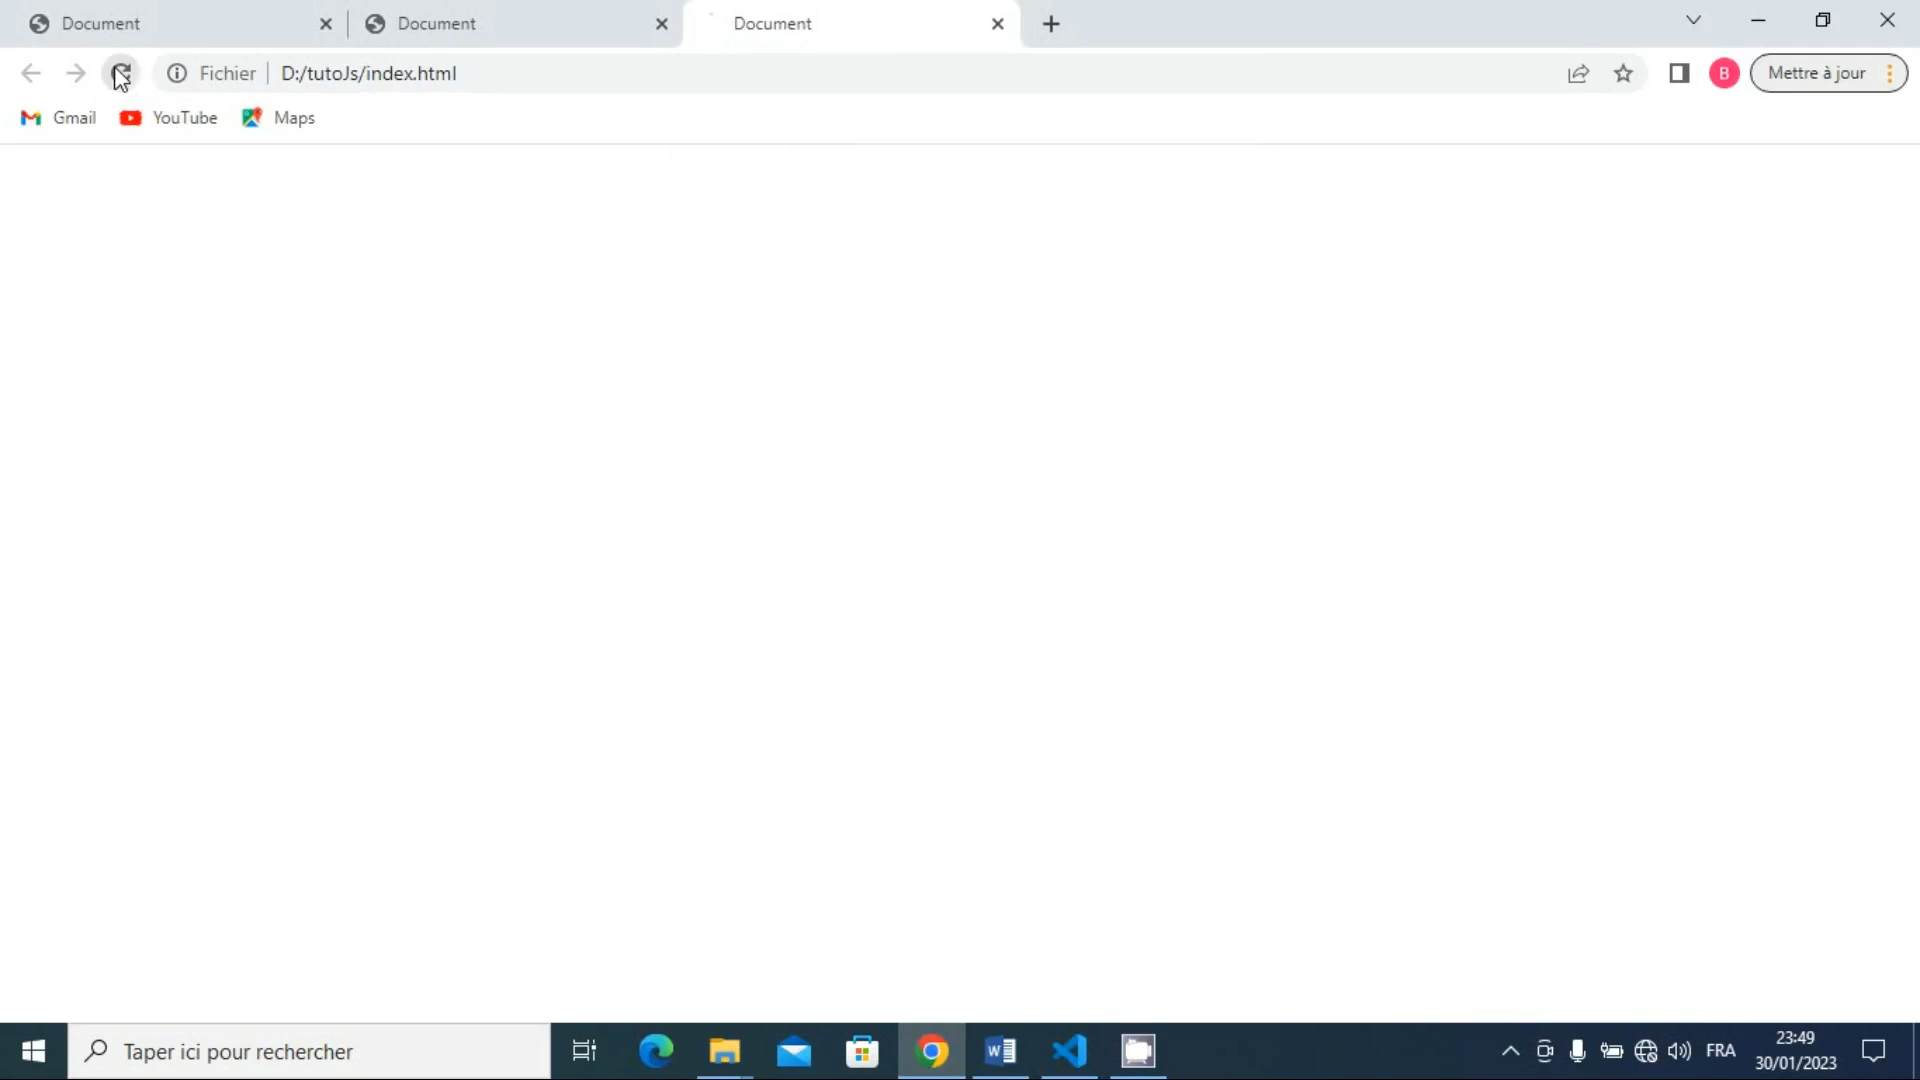 Document
Document
Document
Fichier D:/tutoJs/index.html
B
Mettre à jour
Gmail
YouTube
Maps
Taper ici pour rechercher
FRA
23:49
30/01/2023